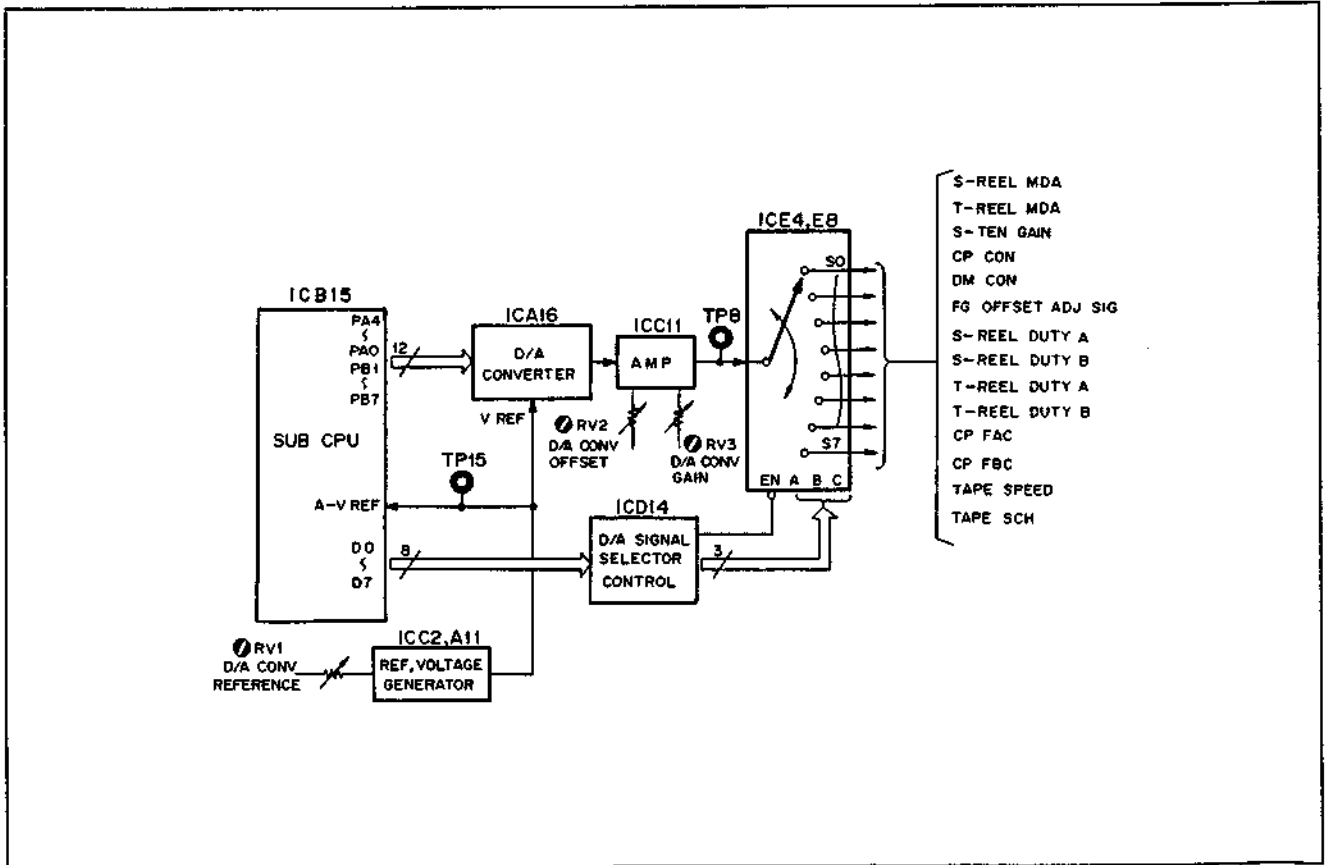 ICB15
PA4
PA0
PB1
PB7
SUB CPU
A-V REF
D0
D7
12
8
ICA16
D/A
CONVERTER
V REF
TP15
ICC11
AMP
RV2
D/A CONV
OFFSET
RV3
D/A CONV
GAIN
TP8
ICE4,E8
S0
S7
EN A B C
ICD14
D/A SIGNAL
SELECTOR
CONTROL
3
RV1
D/A CONV
REFERENCE
ICC2,A11
REF,VOLTAGE
GENERATOR
S-REEL MDA
T-REEL MDA
S-TEN GAIN
CP CON
DM CON
FG OFFSET ADJ SIG
S-REEL DUTY A
S-REEL DUTY B
T-REEL DUTY A
T-REEL DUTY B
CP FAC
CP FBC
TAPE SPEED
TAPE SCH